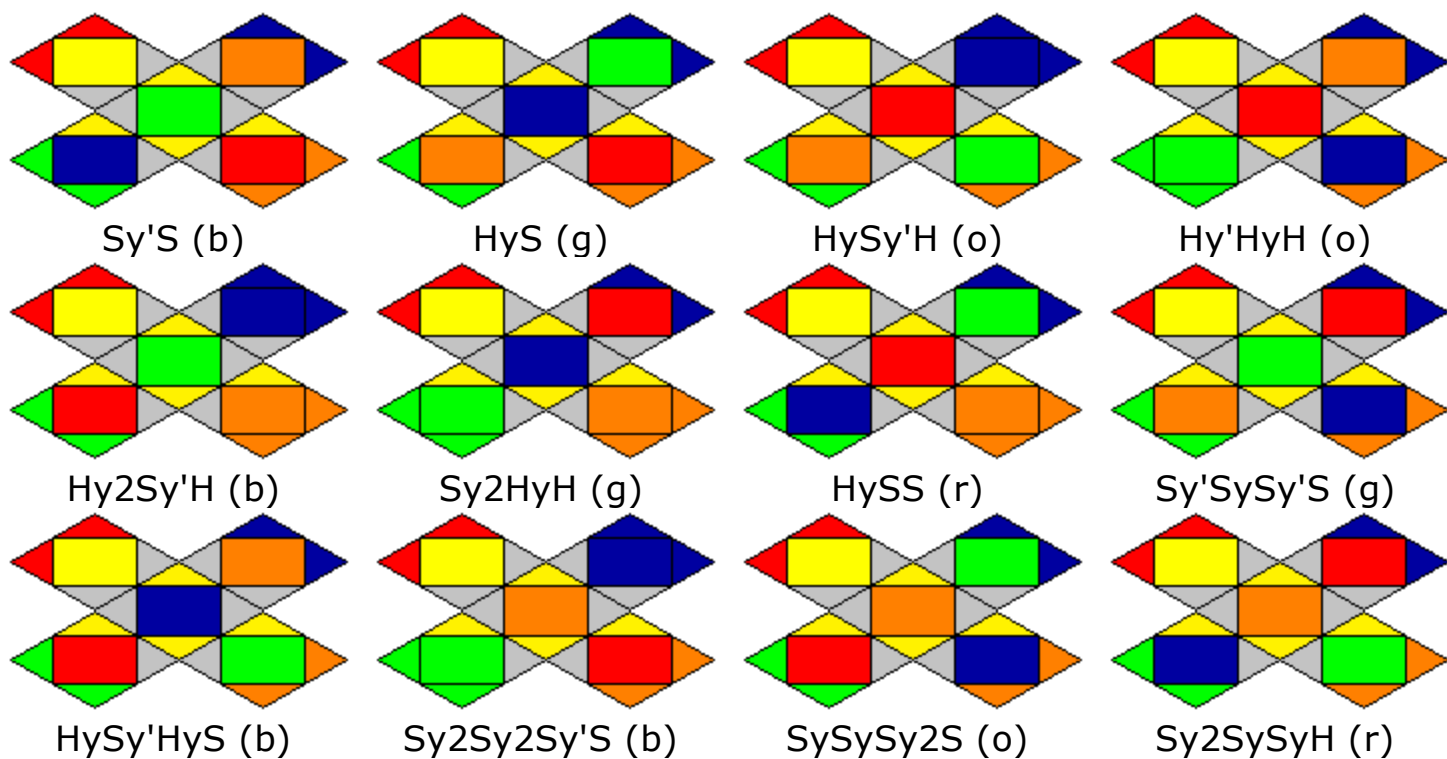 Sy'S (b) HyS (g) HySy'H (o) Hy'HyH (o)
Hy2Sy'H (b) Sy2HyH (g) HySS (r) Sy'SySy'S (g)
HySy'HyS (b) Sy2Sy2Sy'S (b) SySySy2S (o) Sy2SySyH (r)